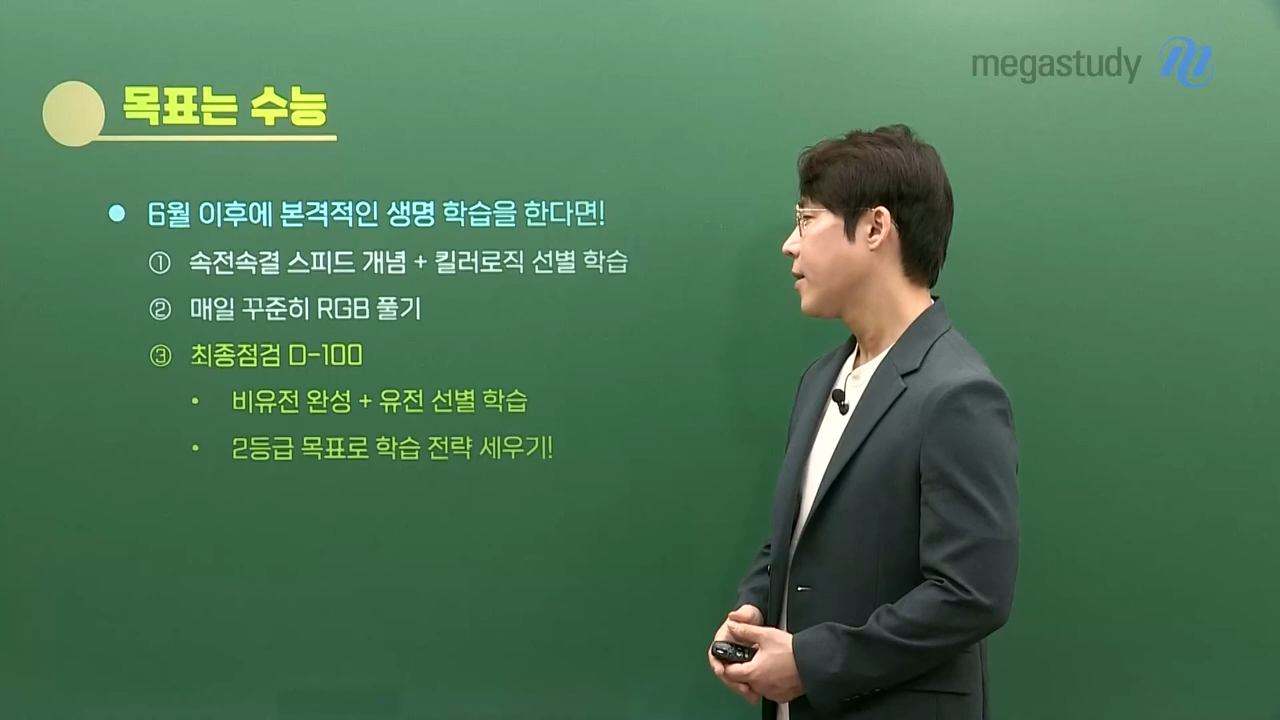 megastudy
목표는 수능
6월 이후에 본격적인 생명 학습을 한다면!
① 속전속결 스피드 개념 + 킬러로직 선별 학습
② 매일 꾸준히 RGB 풀기
③ 최종점검 D-100
• 비유전 완성 + 유전 선별 학습
• 2등급 목표로 학습 전략 세우기!